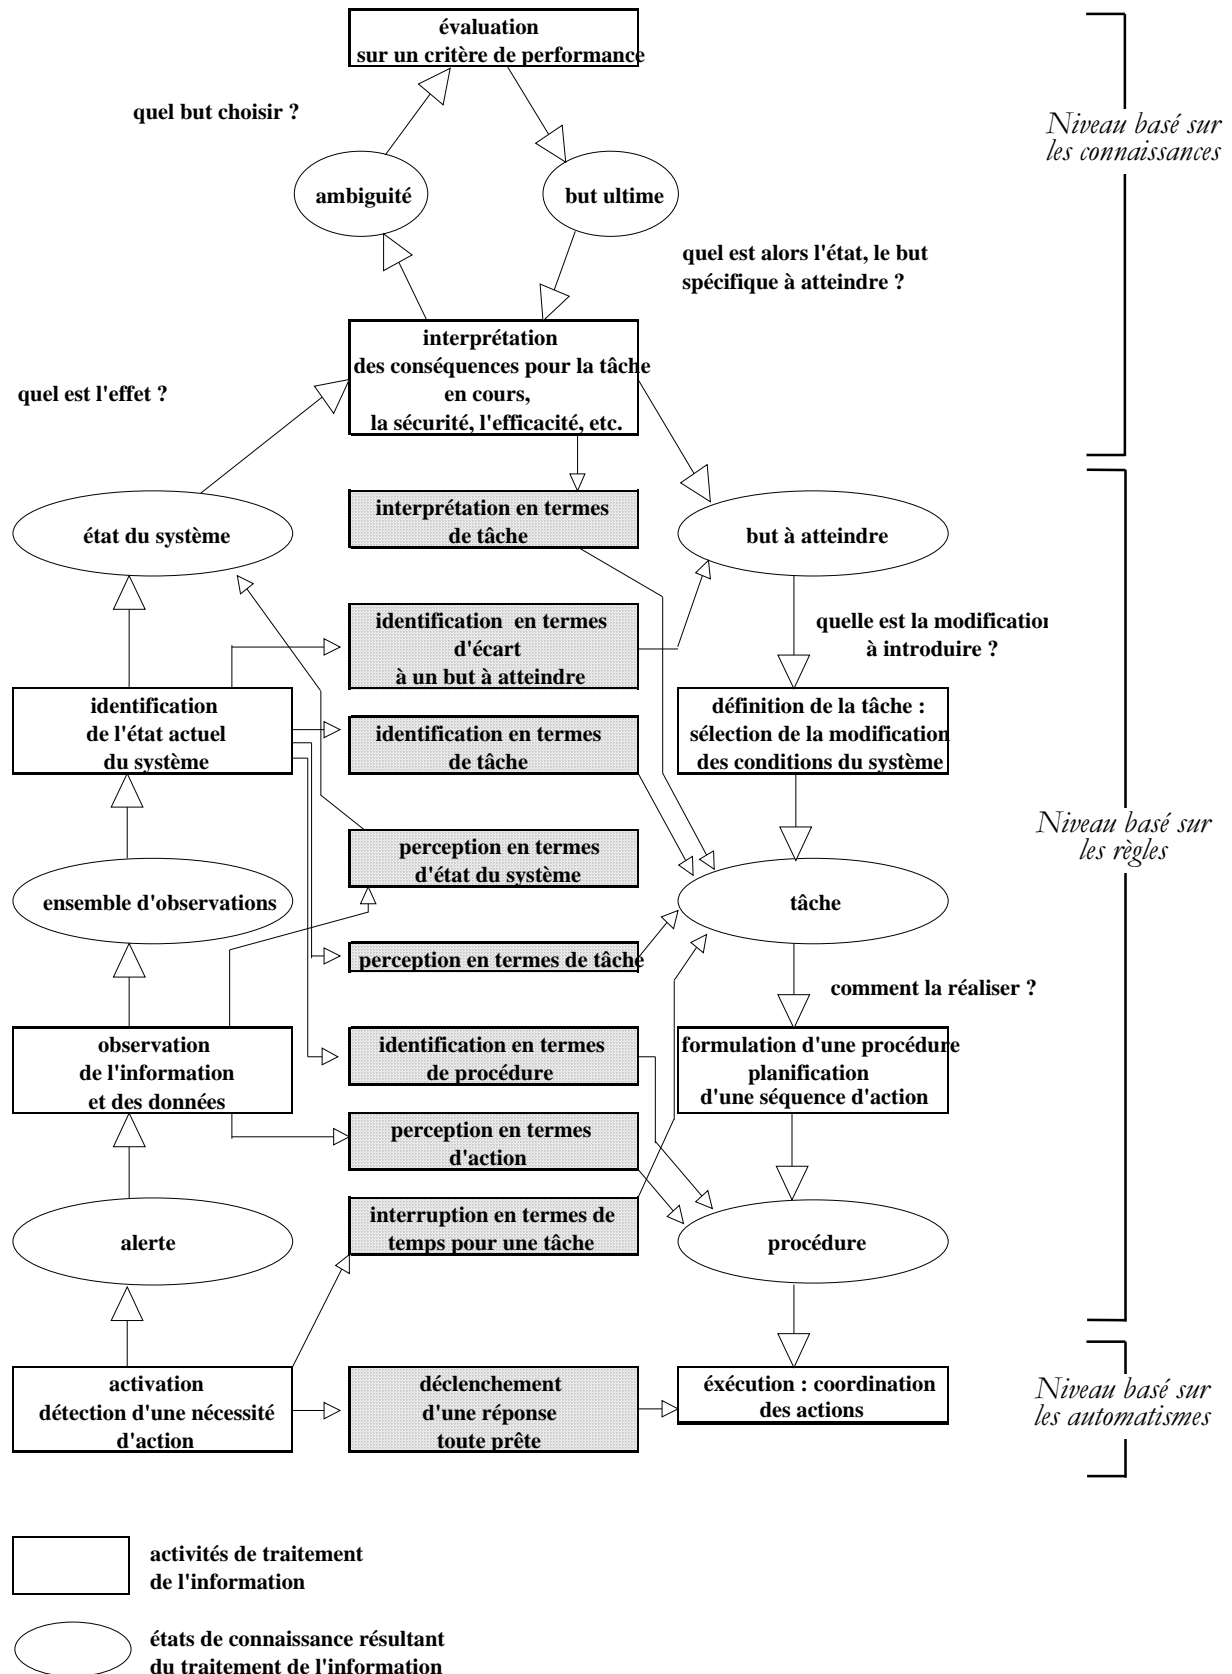 évaluation
sur un critère de performance
quel but choisir ?
Niveau basé sur
les connaissances
ambiguité
but ultime
quel est alors l'état, le but
spécifique à atteindre ?
interprétation
des conséquences pour la tâche
en cours,
la sécurité, l'efficacité, etc.
quel est l'effet ?
interprétation en termes
de tâche
état du système
but à atteindre
identification en termes
d'écart
à un but à atteindre
quelle est la modification
à introduire ?
identification
de l'état actuel
du système
identification en termes
de tâche
définition de la tâche :
sélection de la modification
des conditions du système
Niveau basé sur
les règles
perception en termes
d'état du système
ensemble d'observations
tâche
perception en termes de tâche
comment la réaliser ?
observation
de l'information
et des données
identification en termes
de procédure
formulation d'une procédure
planification
d'une séquence d'action
perception en termes
d'action
interruption en termes de
temps pour une tâche
alerte
procédure
activation
détection d'une nécessité
d'action
déclenchement
d'une réponse
toute prête
éxécution : coordination
des actions
Niveau basé sur
les automatismes
activités de traitement
de l'information
états de connaissance résultant
du traitement de l'information